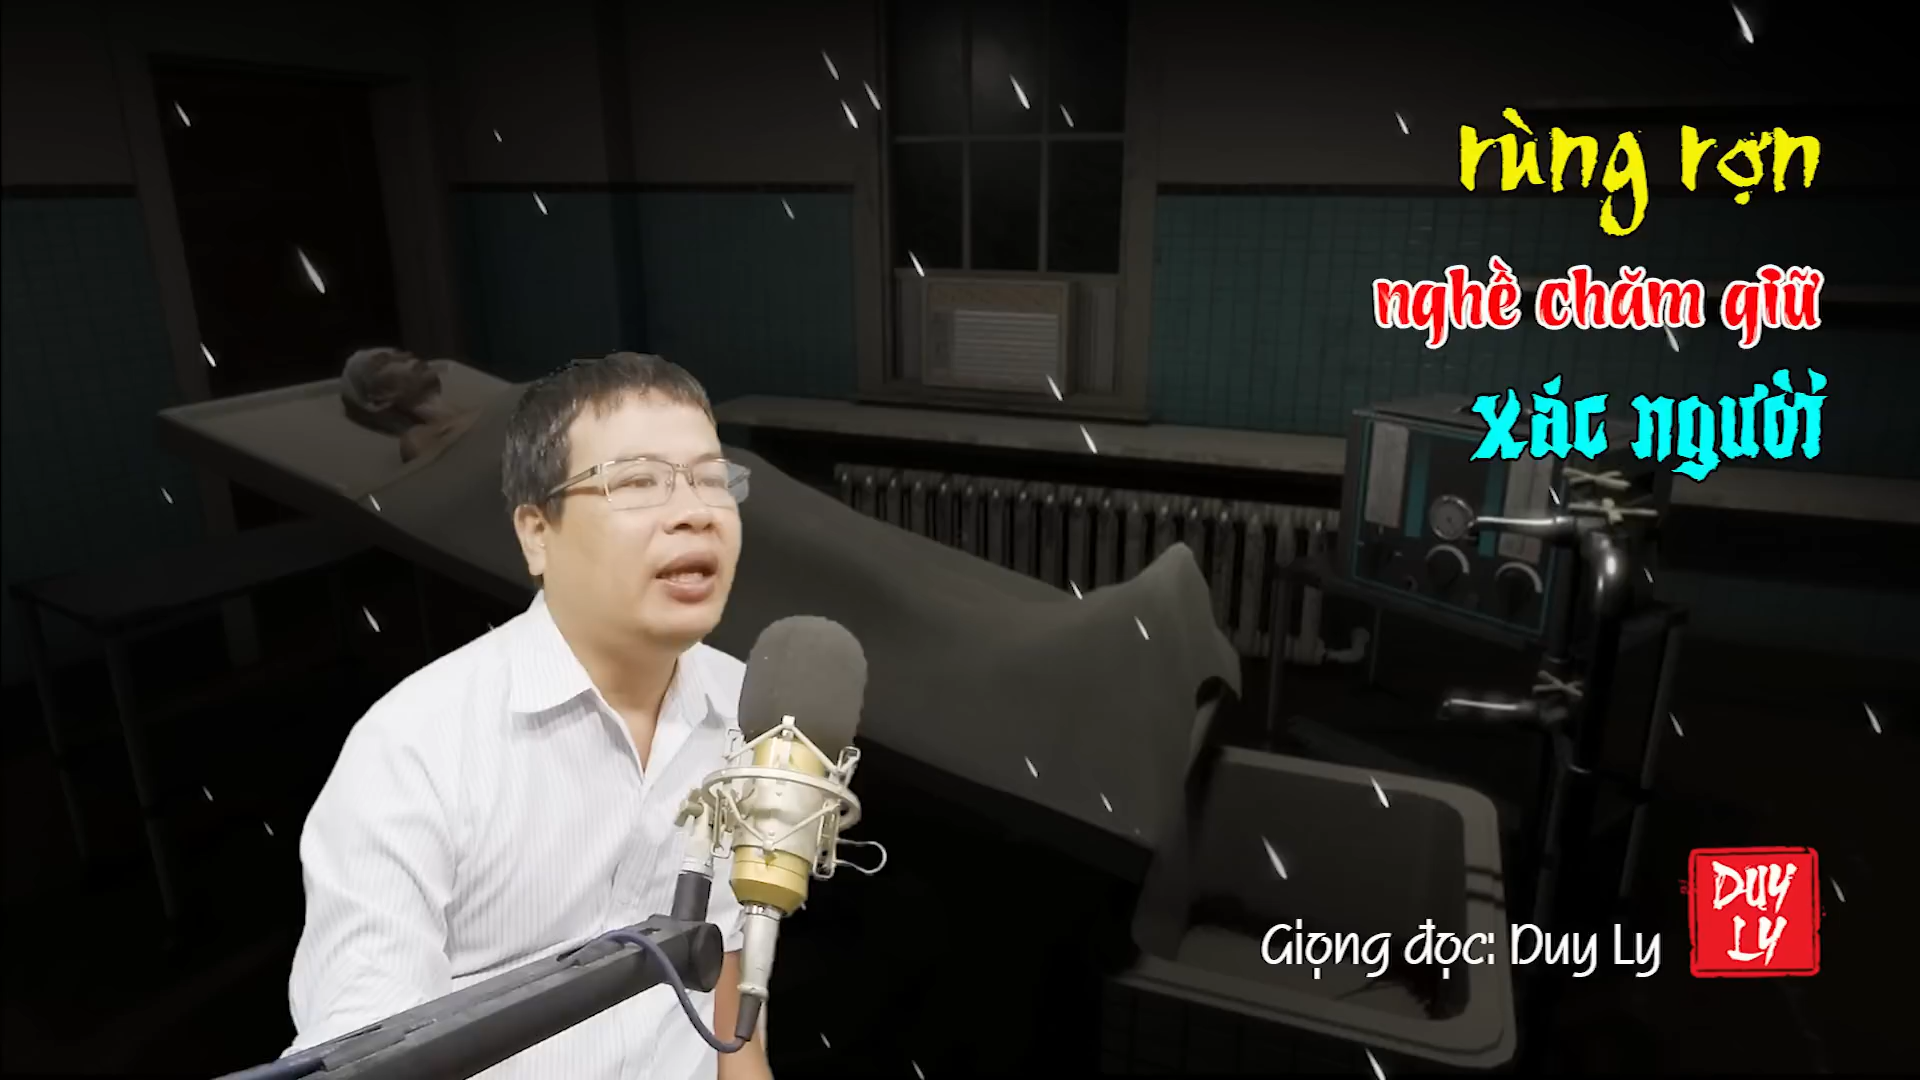 rùng rợn
nghề chăm giữ
xác người
Giọng đọc: Duy Ly
DUY
LY